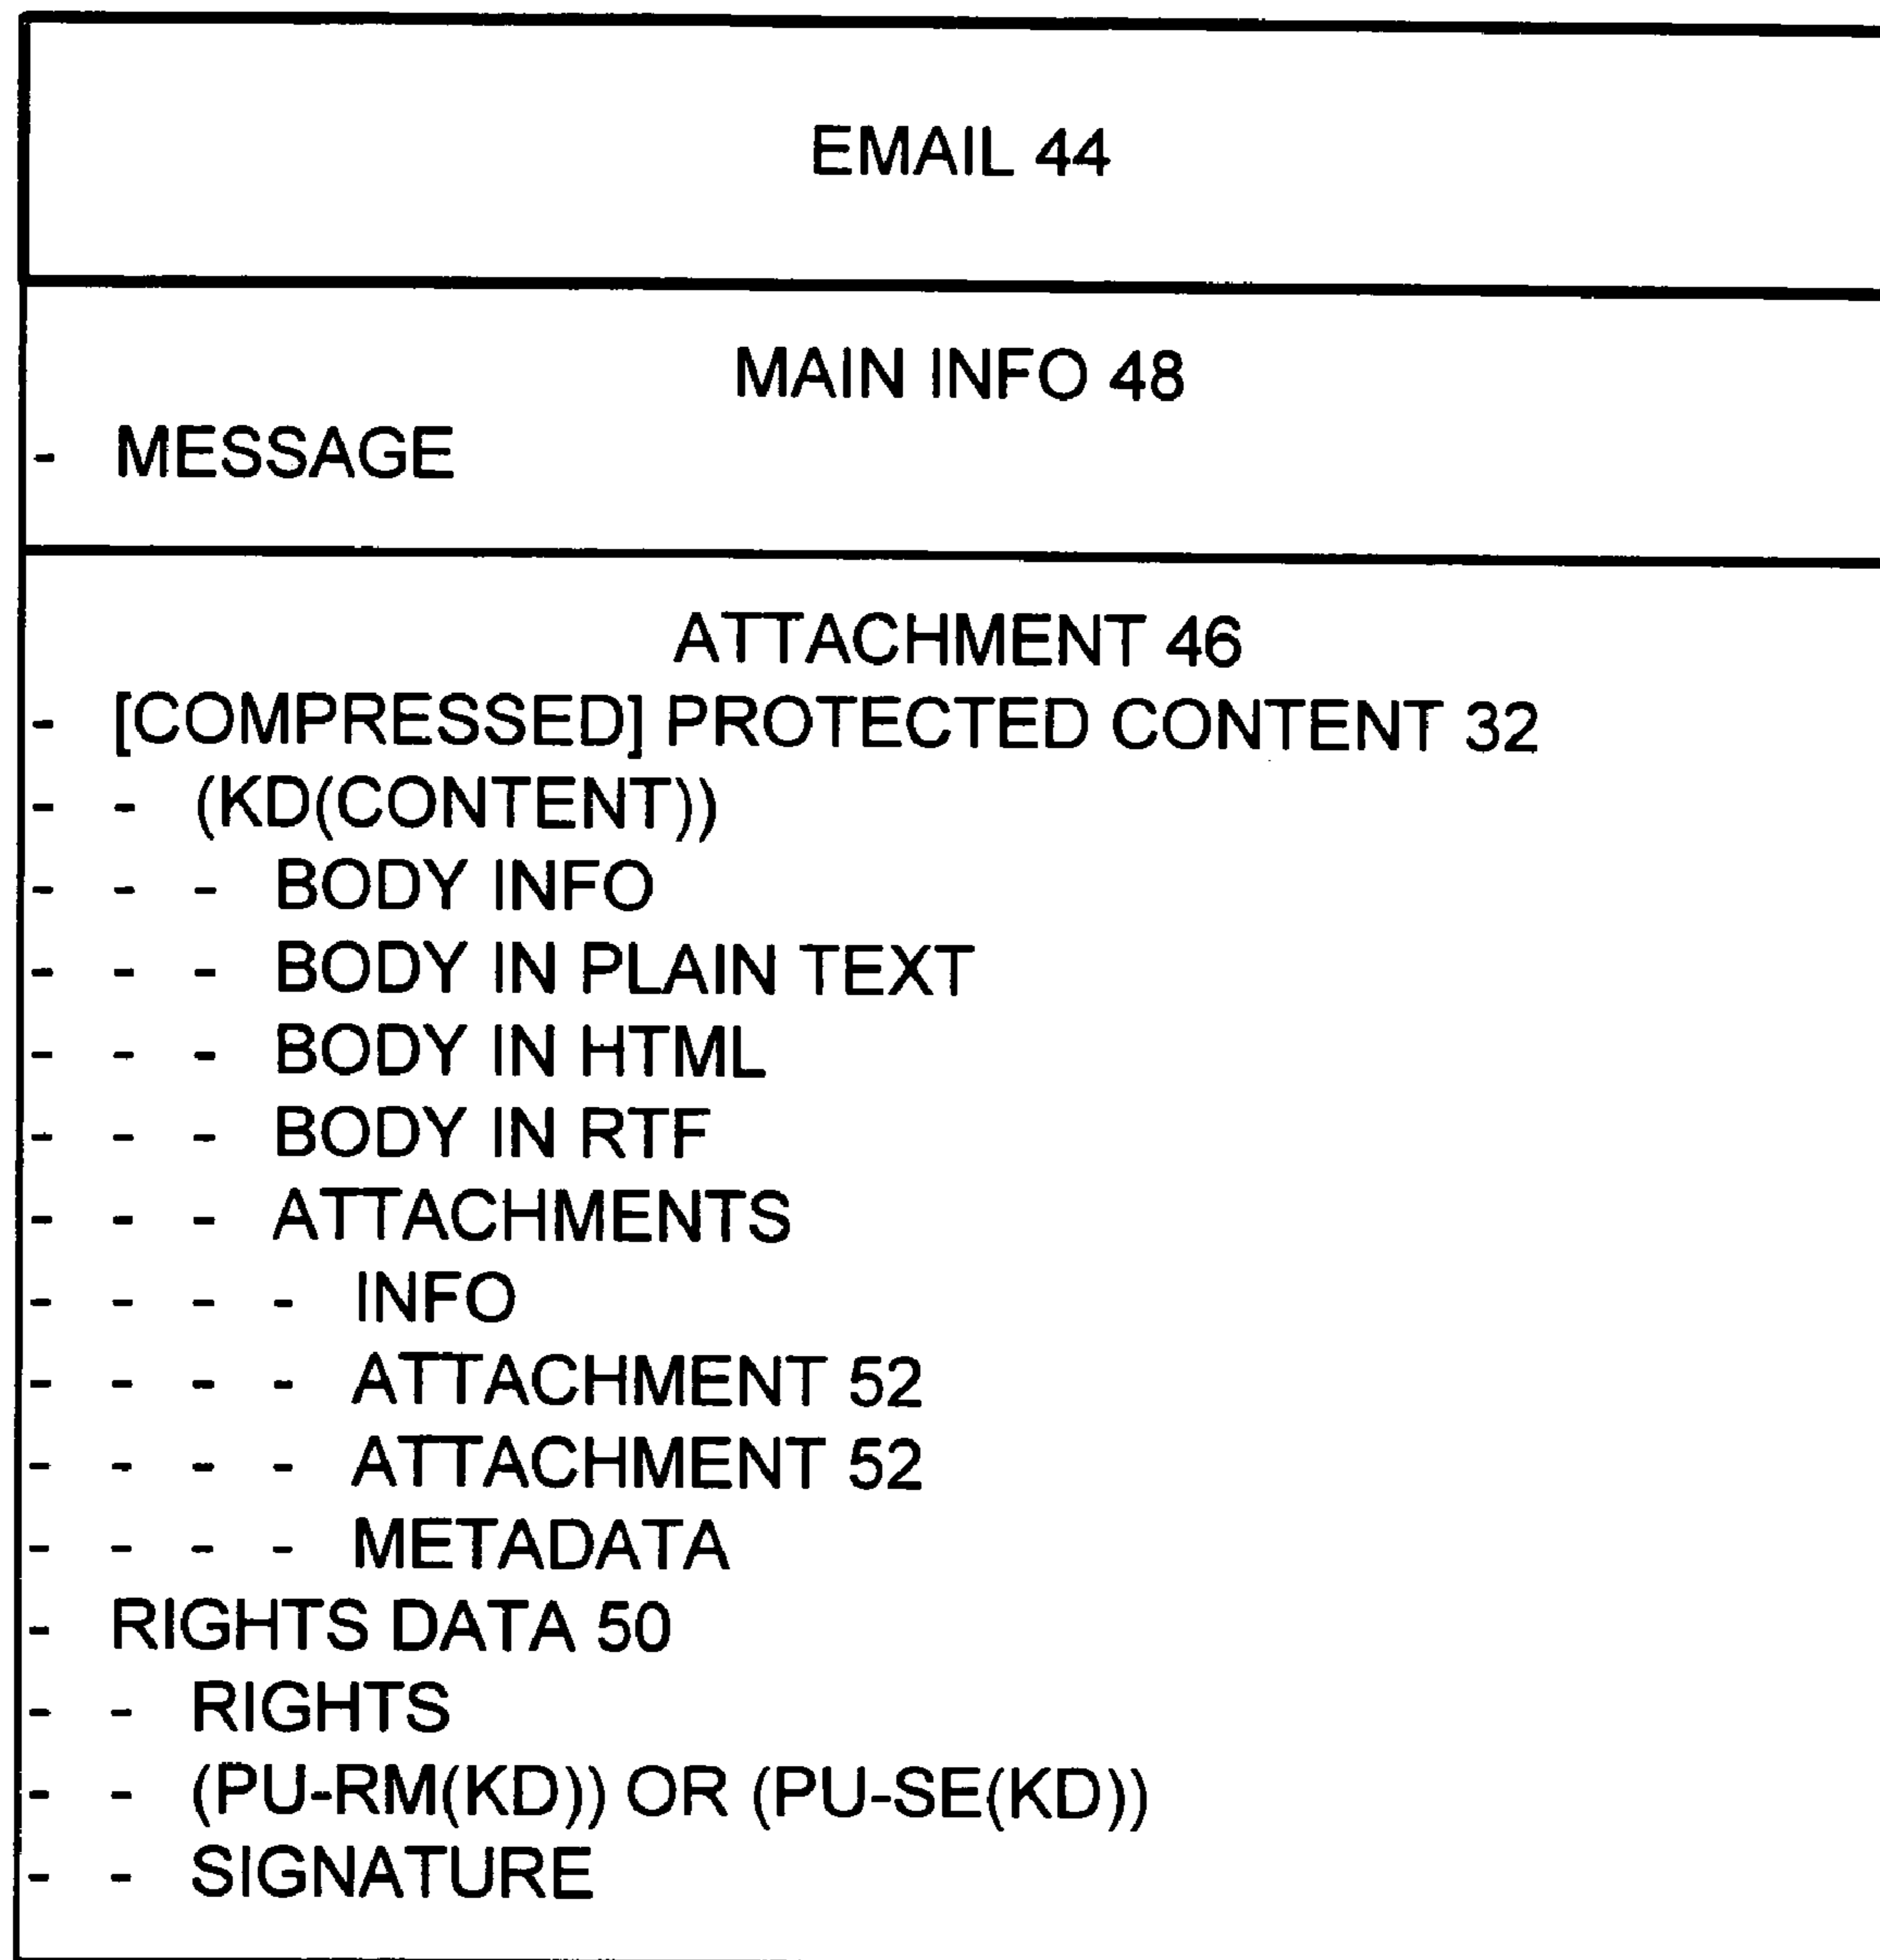 EMAIL 44
MAIN INFO 48
- MESSAGE
ATTACHMENT 46
- [COMPRESSED] PROTECTED CONTENT 32
- - (KD(CONTENT))
- - - BODY INFO
- - - BODY IN PLAIN TEXT
- - - BODY IN HTML
- - - BODY IN RTF
- - - ATTACHMENTS
- - - - INFO
- - - - ATTACHMENT 52
- - - - ATTACHMENT 52
- - - - METADATA
- RIGHTS DATA 50
- - RIGHTS
- - (PU-RM(KD)) OR (PU-SE(KD))
- - SIGNATURE